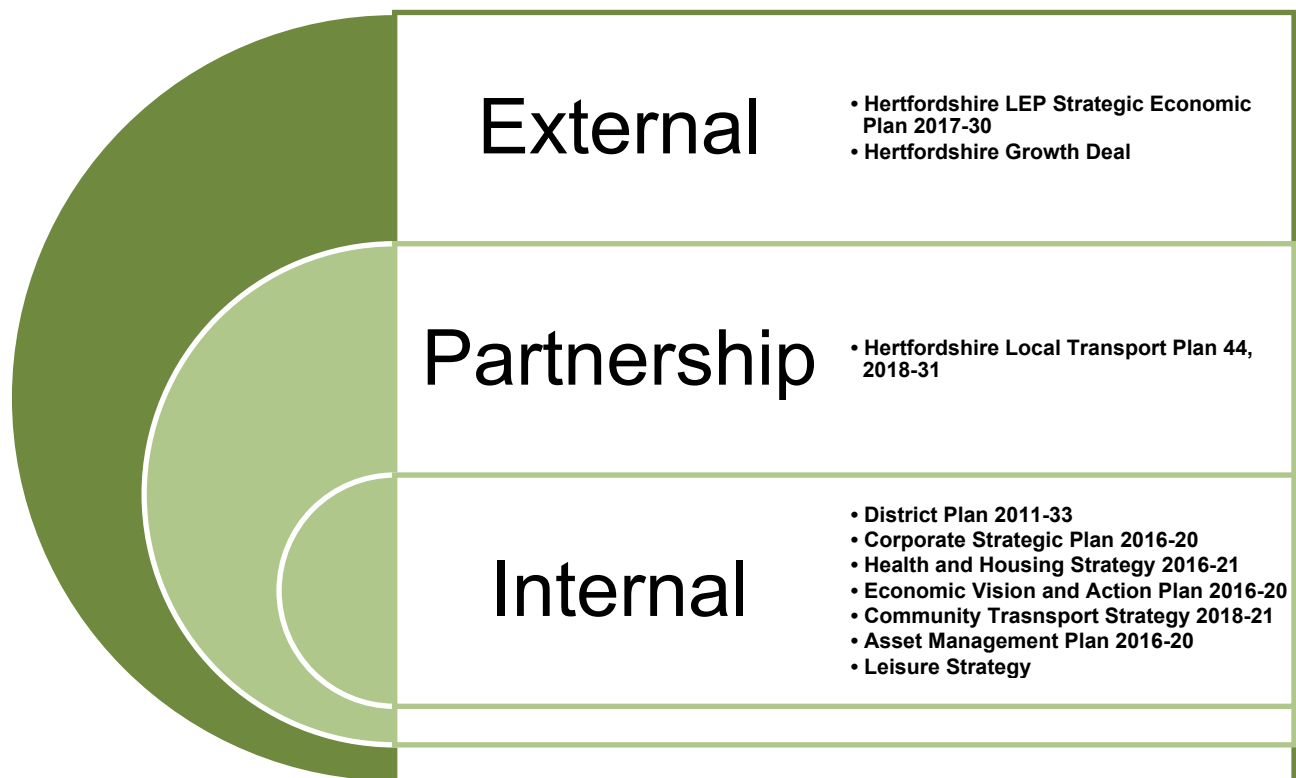 External
• Hertfordshire LEP Strategic Economic
Plan 2017-30
• Hertfordshire Growth Deal
Partnership
• Hertfordshire Local Transport Plan 44,
2018-31
Internal
• District Plan 2011-33
• Corporate Strategic Plan 2016-20
• Health and Housing Strategy 2016-21
• Economic Vision and Action Plan 2016-20
• Community Trasnsport Strategy 2018-21
• Asset Management Plan 2016-20
• Leisure Strategy